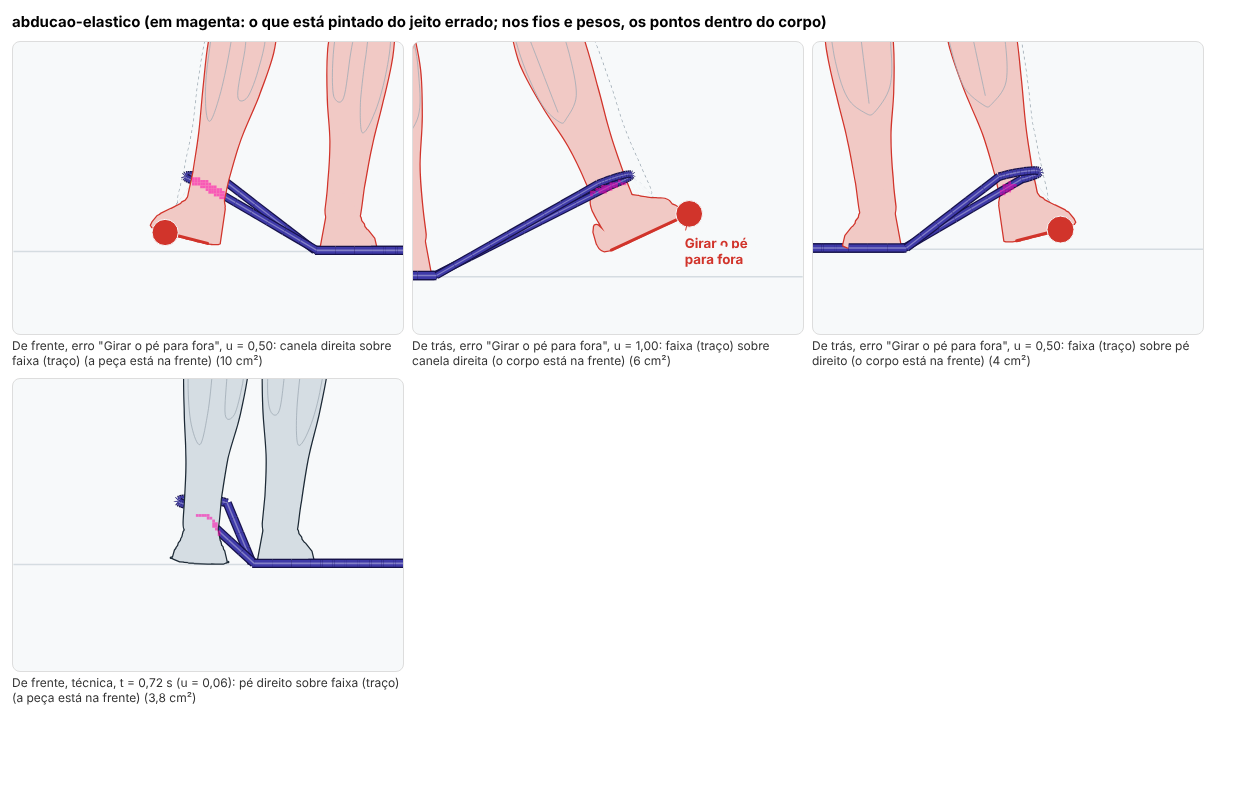 abducao-elastico (em magenta: o que está pintado do jeito errado; nos fios e pesos, os pontos dentro do corpo)
Girar o pé
para fora
De frente, erro "Girar o pé para fora", u = 0,50: canela direita sobre
faixa (traço) (a peça está na frente) (10 cm²)
De trás, erro "Girar o pé para fora", u = 1,00: faixa (traço) sobre
canela direita (o corpo está na frente) (6 cm²)
De trás, erro "Girar o pé para fora", u = 0,50: faixa (traço) sobre pé
direito (o corpo está na frente) (4 cm²)
De frente, técnica, t = 0,72 s (u = 0,06): pé direito sobre faixa (traço)
(a peça está na frente) (3,8 cm²)